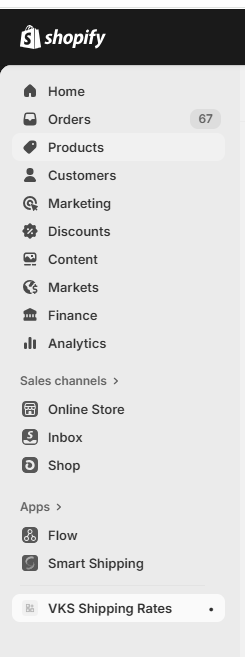 shopify
Home
Orders 67
Products
Customers
Marketing
Discounts
Content
Markets
Finance
Analytics
Sales channels >
Online Store
Inbox
Shop
Apps >
Flow
Smart Shipping
VKS Shipping Rates •